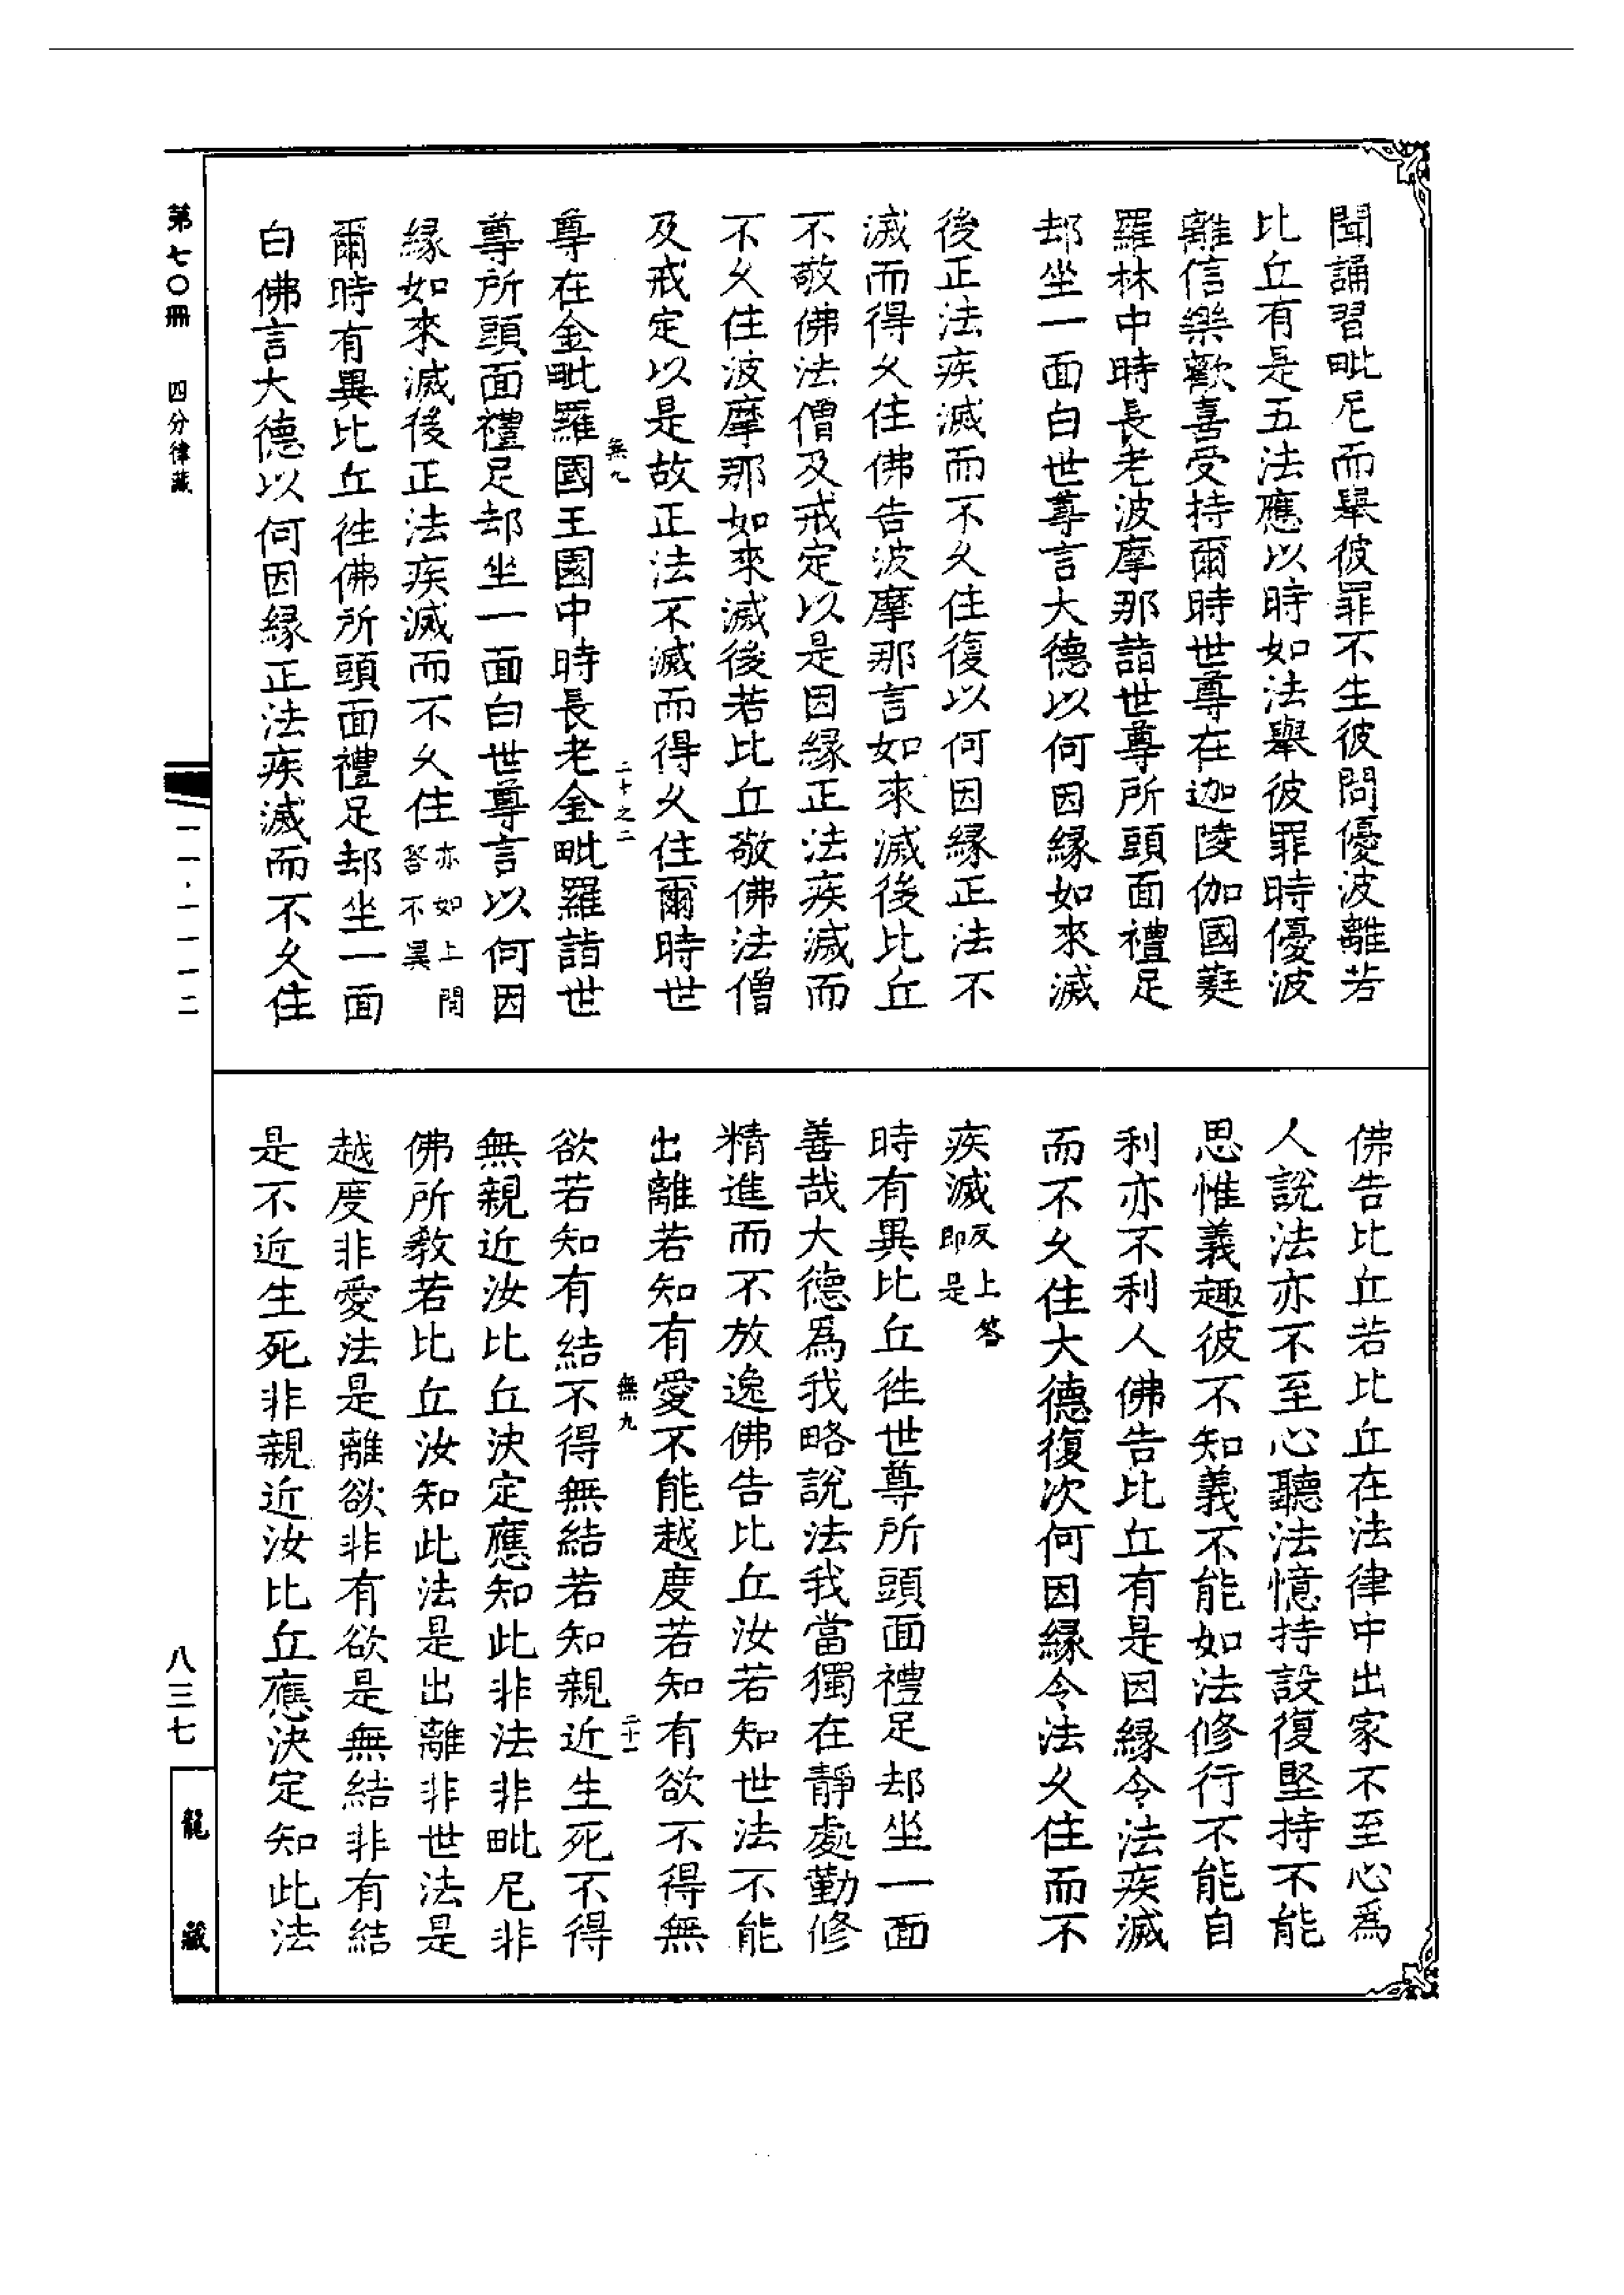 聞誦習毗尼而舉彼罪不生彼問優波離若
比丘有是五法應以時如法舉彼罪時優波
離信樂歡喜受持爾時世尊在迦陵伽國薿
羅林中時長老波摩那詣世尊所頭面禮足
却坐一面白世尊言大德以何因緣如來滅
後正法疾滅而不久住復以何因緣正法不
滅而得久住佛告波摩那言如來滅後比丘
不敬佛法僧及戒定以是因緣正法疾滅而
不久住波摩那如來滅後若比丘敬佛法僧
及戒定以是故正法不滅而得久住爾時世
無九
二十之二
尊在金毗羅國王園中時長老金毗羅詣世
尊所頭面禮足却坐一面白世尊言以何因
緣如來滅後正法疾滅而不久住亦如上問答不異
爾時有異比丘往佛所頭面禮足却坐一面
白佛言大德以何因緣正法疾滅而不久住
佛告比丘若比丘在法律中出家不至心爲
人說法亦不至心聽法憶持設復堅持不能
思惟義趣彼不知義不能如法修行不能自
利亦不利人佛告比丘有是因緣令法疾滅
而不久住大德復次何因緣令法久住而不
疾滅反上答即是
時有異比丘往世尊所頭面禮足却坐一面
善哉大德爲我略說法我當獨在靜處勤修
精進而不放逸佛告比丘汝若知世法不能
出離若知有愛不能越度若知有欲不得無
無九
二十一
欲若知有結不得無結若知親近生死不得
無親近汝比丘決定應知此非法非毗尼非
佛所教若比丘汝知此法是出離非世法是
越度非愛法是離欲非有欲是無結非有結
是不近生死非親近汝比丘應決定知此法
第七〇冊 四分律藏
一一·一一一二
八三七
龍藏